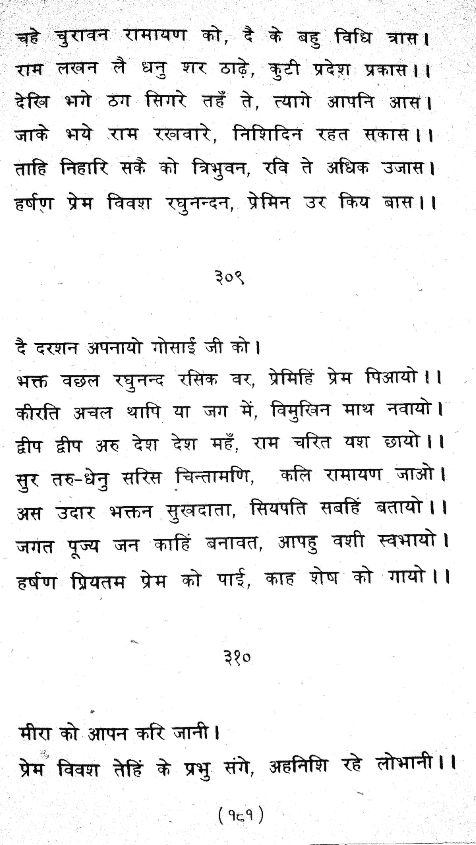 चहे चुरावन रामायण को, दै के बहु विधि त्रास।
राम लखन लै धनु शर ठाढ़े, कुटी प्रदेश प्रकास।।
देखि भगे ठग सिगरे तहँ ते, त्यागे आपनि आस।
जाके भये राम रखवारे, निशिदिन रहत सकास।।
ताहि निहारि सकै को त्रिभुवन, रवि ते अधिक उजास।
हर्षण प्रेम विवश रघुनन्दन, प्रेमिन उर किय बास।।
३०९
दै दरशन अपनायो गोसाईं जी को।
भक्त वछल रघुनन्द रसिक वर, प्रेमिहिं प्रेम पिआयो।।
कीरति अचल थापि या जग में, विमुखिन माथ नवायो।
द्वीप द्वीप अरु देश देश महँ, राम चरित यश छायो।।
सुर तरु-धेनु सरिस चिन्तामणि, कलि रामायण जाओ।
अस उदार भक्तन सुखदाता, सियपति सबहिं बतायो।।
जगत पूज्य जन काहिं बनावत, आपहु वशी स्वभायो।
हर्षण प्रियतम प्रेम को पाई, काह शेष को गायो।।
३१०
मीरा को आपन करि जानी।
प्रेम विवश तेहिं के प्रभु संगे, अहनिशि रहे लोभानी।।
(१८१)